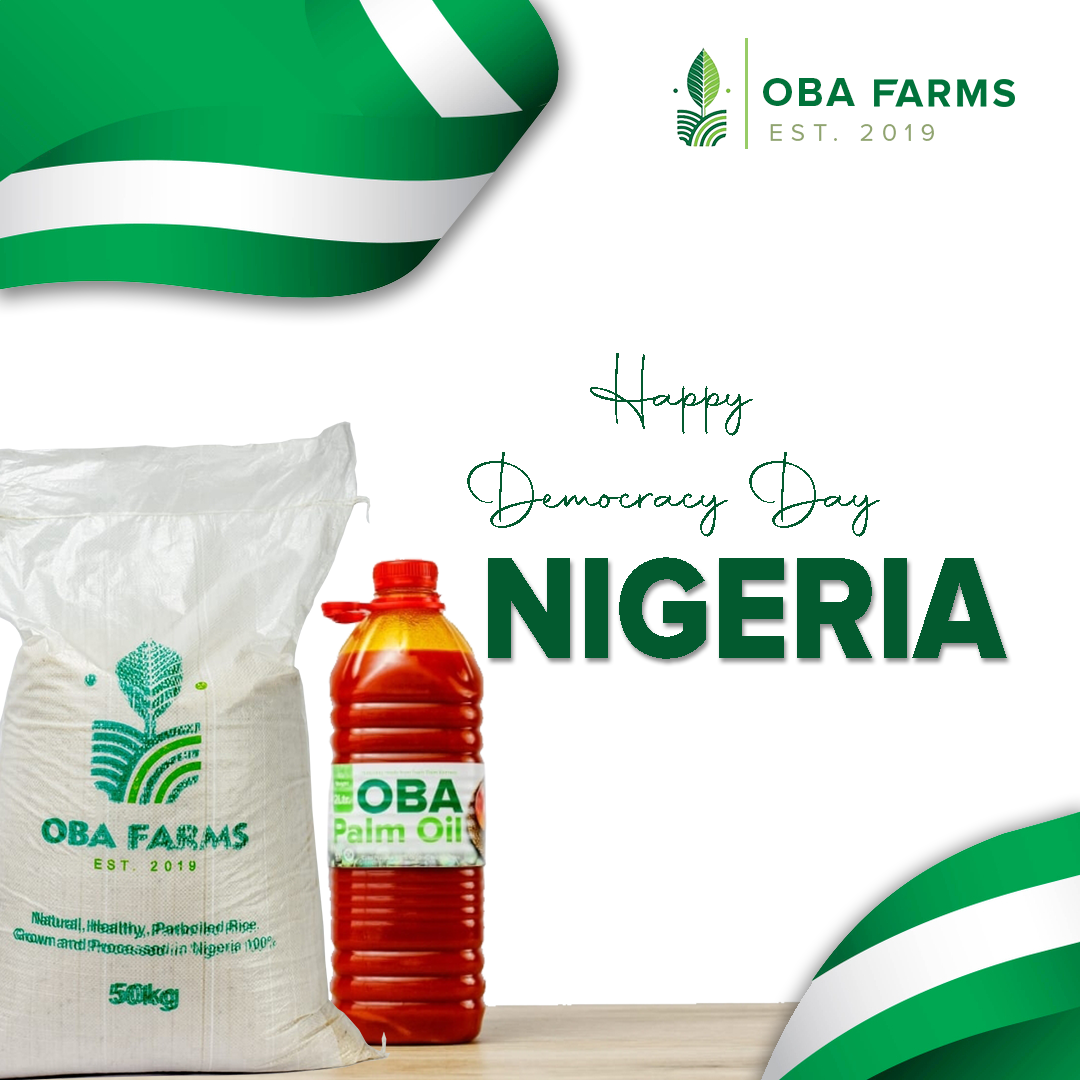 OBA FARMS
EST. 2019
Happy
Democracy Day
NIGERIA
OBA
Palm Oil
OBA FARMS
EST. 2019
Natural, Healthy, Parboiled Rice
Grown and Processed in Nigeria 100%
50kg